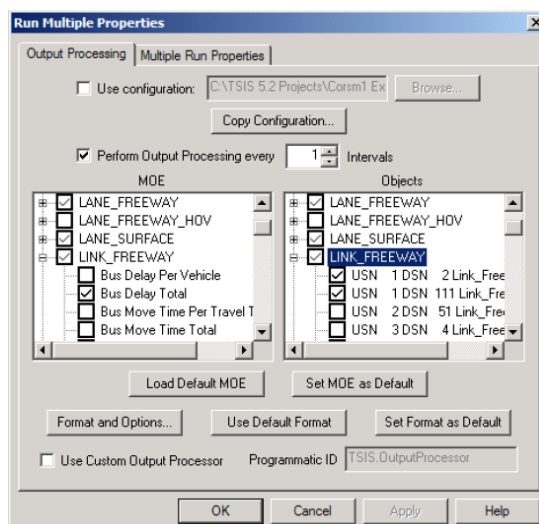 Run Multiple Properties
Output Processing Multiple Run Properties
Use configuration: C:\TSIS 5.2 Projects\Corsm1 Ex Browse...
Copy Configuration...
Perform Output Processing every 1 Intervals
MOE Objects
LANE_FREEWAY LANE_FREEWAY
LANE_FREEWAY_HOV LANE_FREEWAY_HOV
LANE_SURFACE LANE_SURFACE
LINK_FREEWAY LINK_FREEWAY
Bus Delay Per Vehicle USN 1 DSN 2 Link_Free
Bus Delay Total USN 1 DSN 111 Link_Free
Bus Move Time Per Travel T USN 2 DSN 51 Link_Free
Bus Move Time Total USN 3 DSN 4 Link_Free
Load Default MOE Set MOE as Default
Format and Options... Use Default Format Set Format as Default
Use Custom Output Processor Programmatic ID TSIS.OutputProcessor
OK Cancel Apply Help